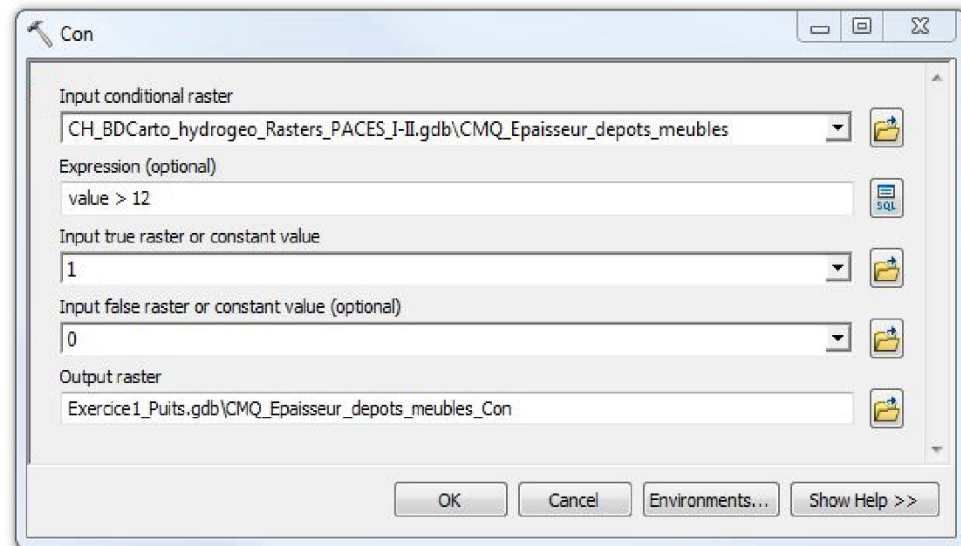 Con
Input conditional raster
CH_BDCarto_hydrogeo_Rasters_PACES_I-II.gdb\CMQ_Epaisseur_depots_meubles
Expression (optional)
value > 12
SQL
Input true raster or constant value
1
Input false raster or constant value (optional)
0
Output raster
Exercice1_Puits.gdb\CMQ_Epaisseur_depots_meubles_Con
OK Cancel Environments... Show Help >>